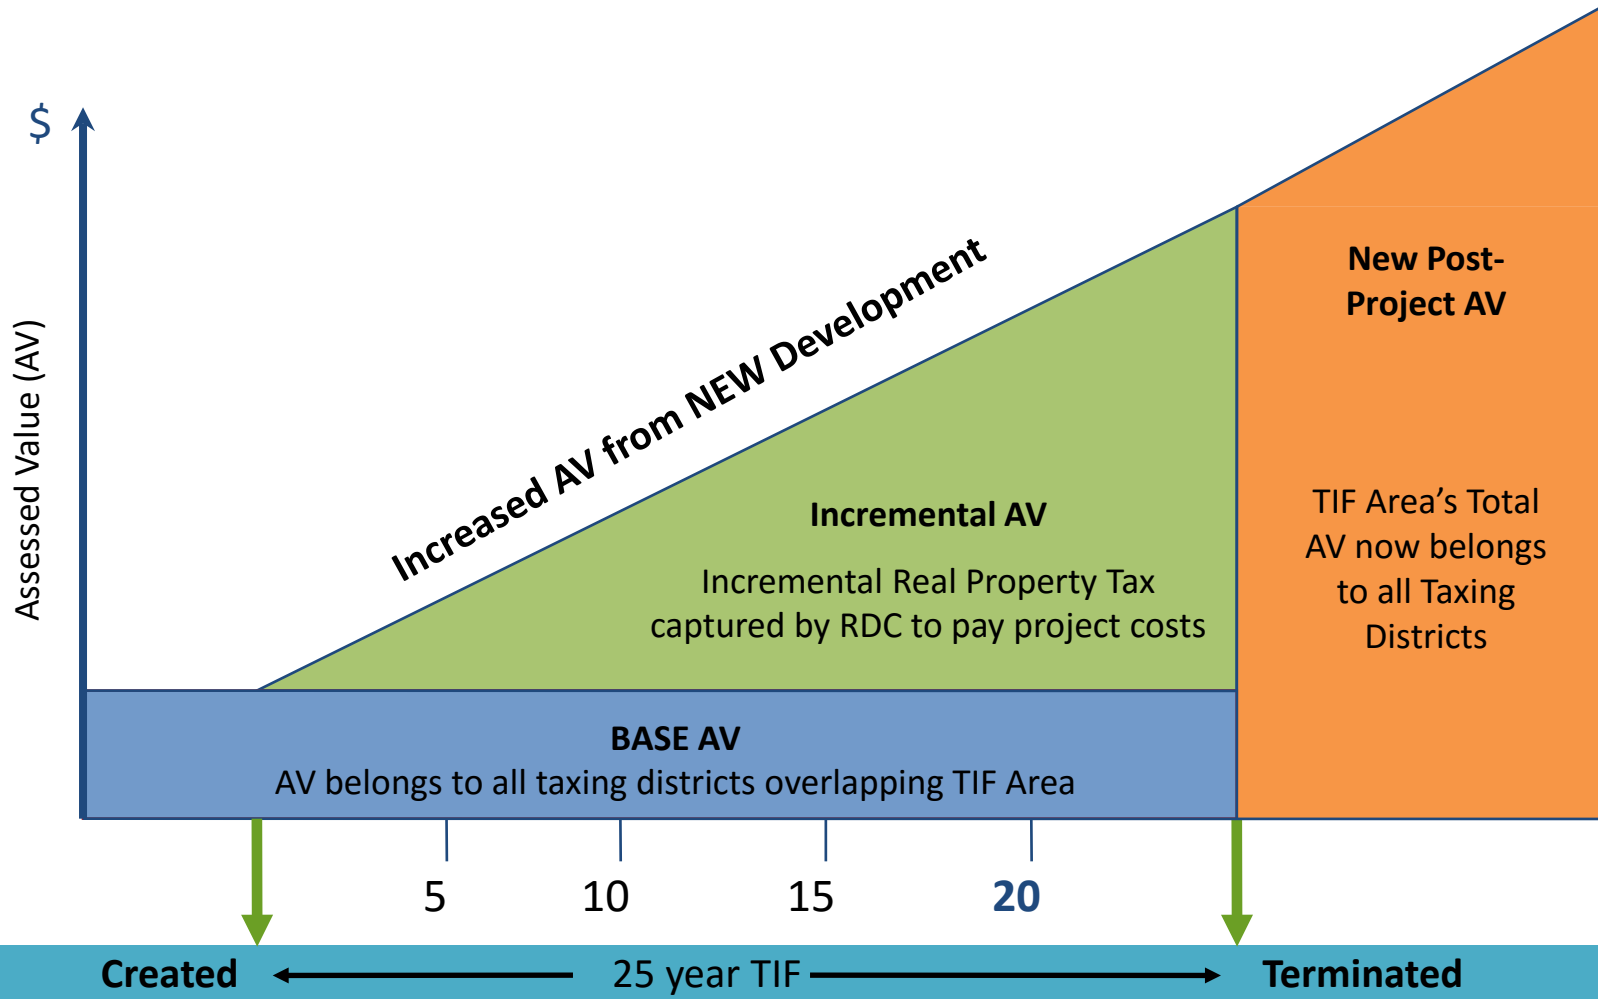 $
Assessed Value (AV)
Increased AV from NEW Development
New Post-
Project AV
Incremental AV
Incremental Real Property Tax
captured by RDC to pay project costs
TIF Area’s Total
AV now belongs
to all Taxing
Districts
BASE AV
AV belongs to all taxing districts overlapping TIF Area
5 10 15 20
Created 25 year TIF Terminated